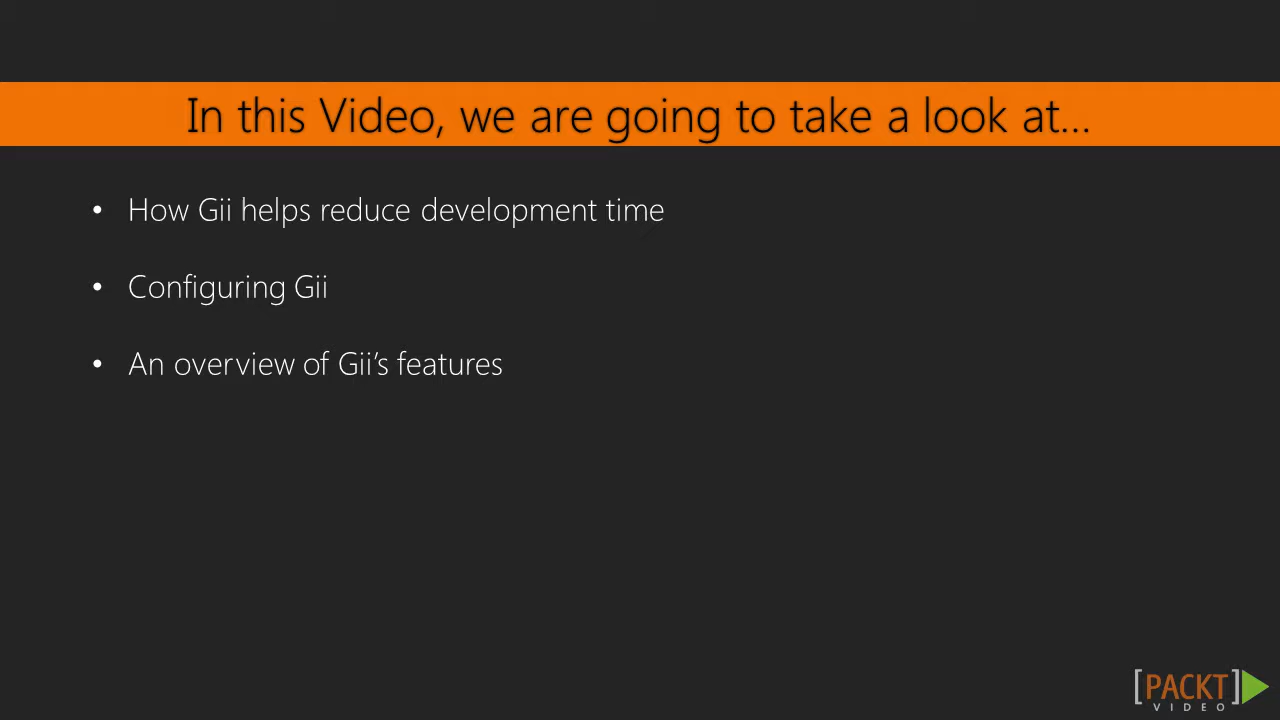 In this Video, we are going to take a look at...
• How Gii helps reduce development time
• Configuring Gii
• An overview of Gii’s features
[PACKT]
VIDEO